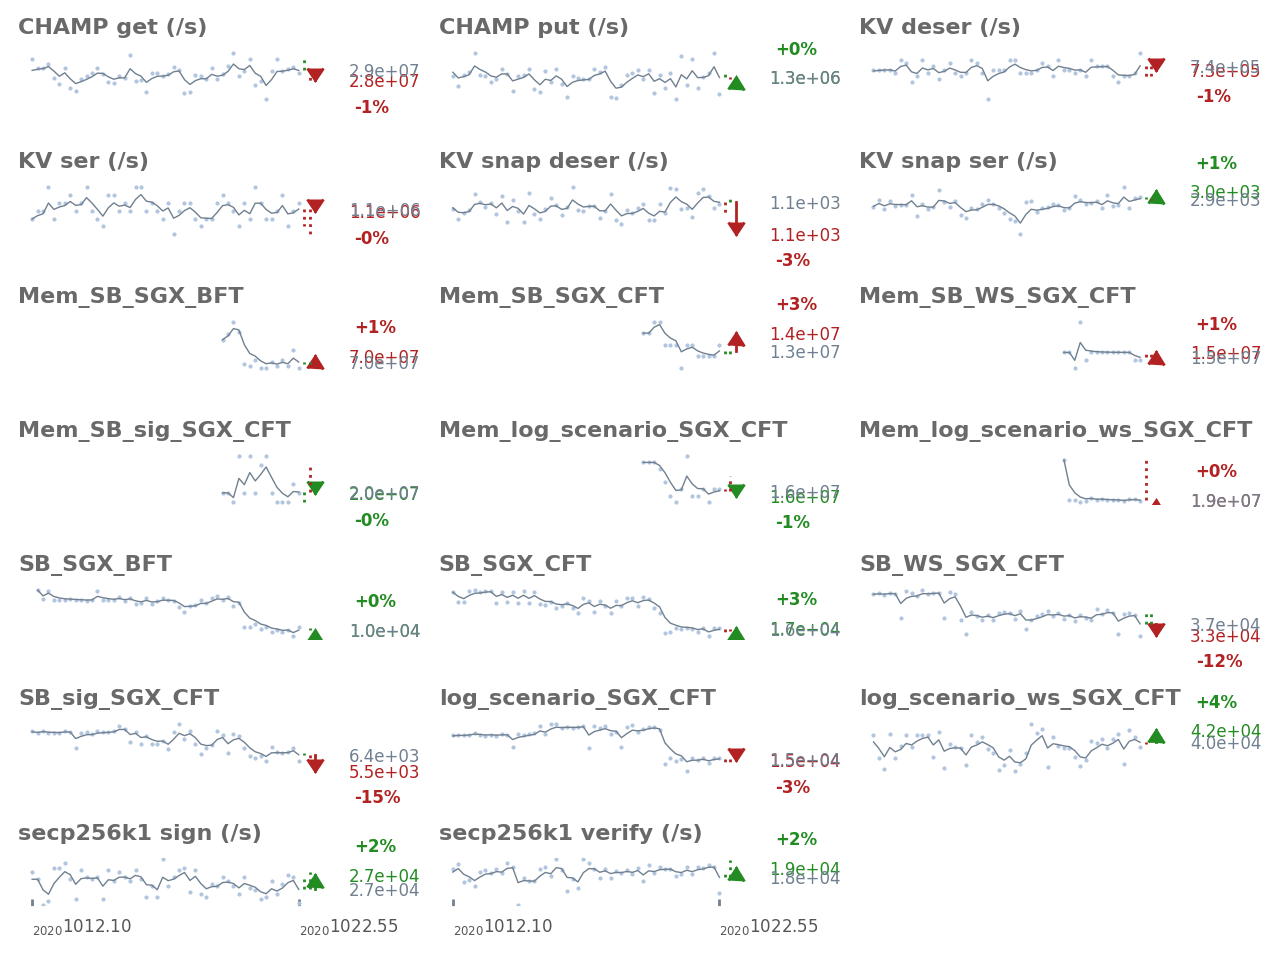 CHAMP get (/s)
2.9e+07
2.8e+07
-1%
CHAMP put (/s)
+0%
1.3e+06
KV deser (/s)
7.4e+05
7.3e+05
-1%
KV ser (/s)
1.1e+06
1.1e+06
-0%
KV snap deser (/s)
1.1e+03
1.1e+03
-3%
KV snap ser (/s)
+1%
3.0e+03
2.9e+03
Mem_SB_SGX_BFT
+1%
7.0e+07
7.0e+07
Mem_SB_SGX_CFT
+3%
1.4e+07
1.3e+07
Mem_SB_WS_SGX_CFT
+1%
1.5e+07
1.5e+07
Mem_SB_sig_SGX_CFT
2.0e+07
-0%
Mem_log_scenario_SGX_CFT
1.6e+07
1.6e+07
-1%
Mem_log_scenario_ws_SGX_CFT
+0%
1.9e+07
SB_SGX_BFT
+0%
1.0e+04
SB_SGX_CFT
+3%
1.7e+04
1.6e+04
SB_WS_SGX_CFT
3.7e+04
3.3e+04
-12%
SB_sig_SGX_CFT
6.4e+03
5.5e+03
-15%
log_scenario_SGX_CFT
1.5e+04
1.5e+04
-3%
log_scenario_ws_SGX_CFT
+4%
4.2e+04
4.0e+04
secp256k1 sign (/s)
+2%
2.7e+04
2.7e+04
secp256k1 verify (/s)
+2%
1.9e+04
1.8e+04
2020 1012.10
2020 1022.55
2020 1012.10
2020 1022.55